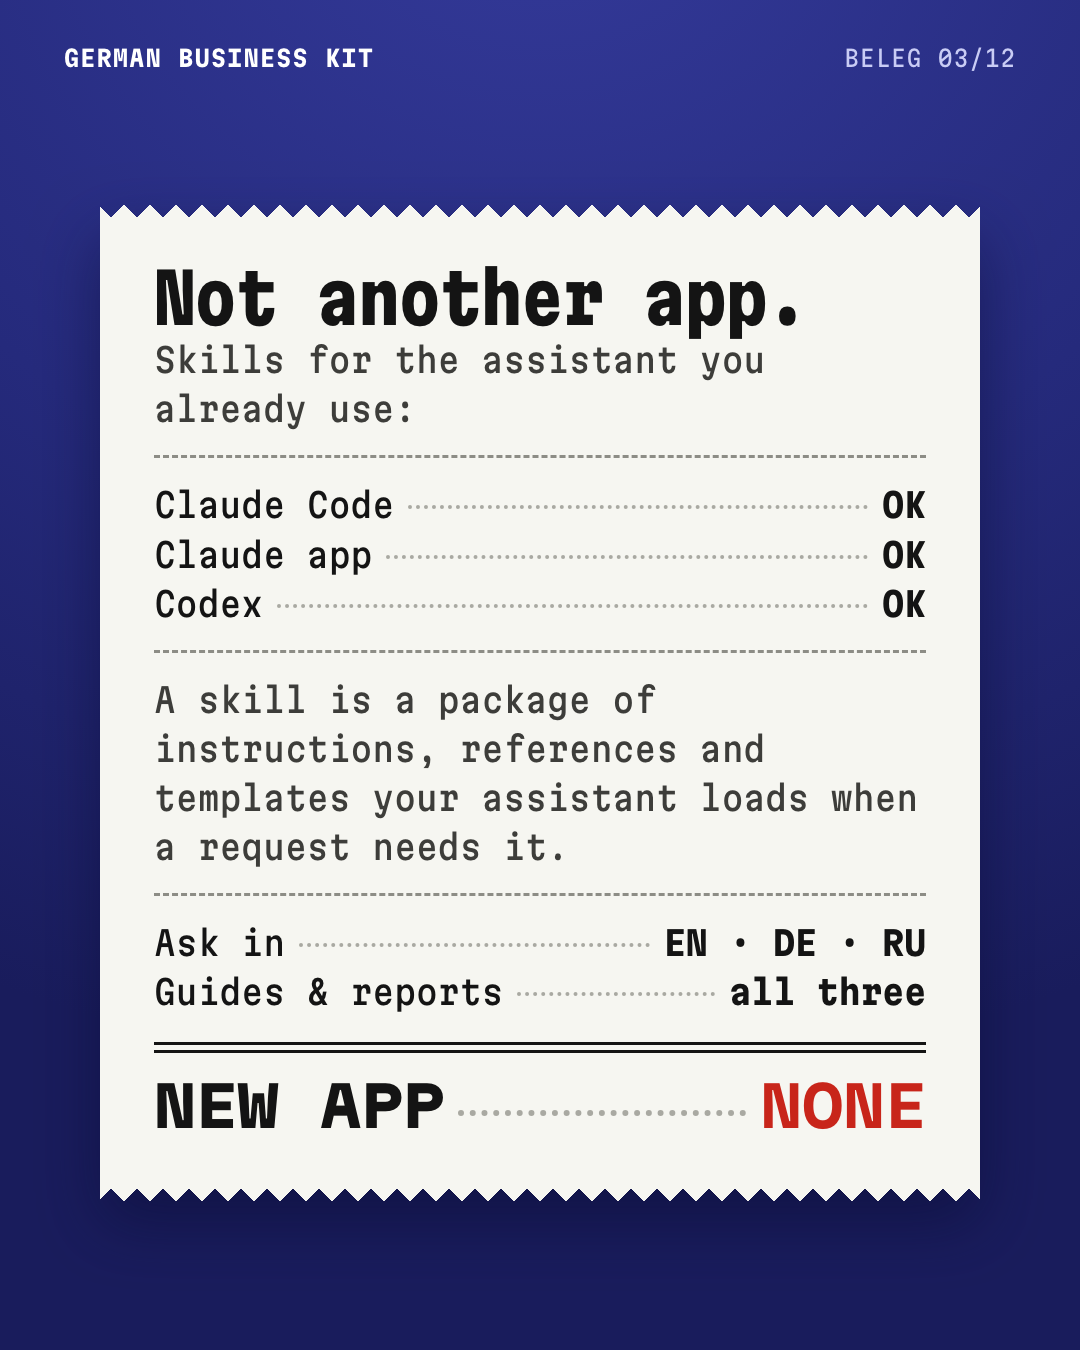 GERMAN BUSINESS KIT
BELEG 03/12
Not another app.
Skills for the assistant you
already use:
Claude Code OK
Claude app OK
Codex OK
A skill is a package of
instructions, references and
templates your assistant loads when
a request needs it.
Ask in EN · DE · RU
Guides & reports all three
NEW APP NONE